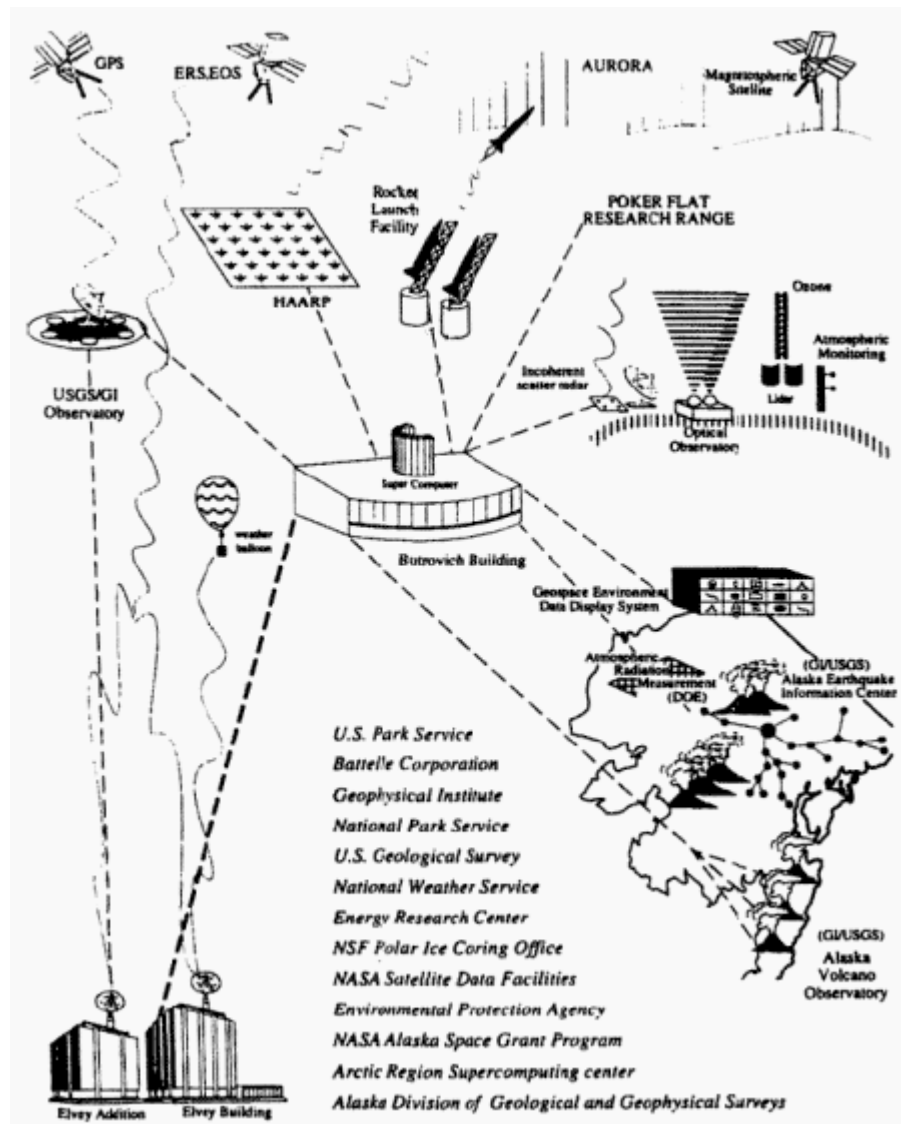 GPS
ERS,EOS
AURORA
Magnetospheric
Satellite
Rocket
Launch
Facility
POKER FLAT
RESEARCH RANGE
HAARP
Ozone
Atmospheric
Monitoring
Incoherent
scatter radar
Lidar
USGS/GI
Observatory
Optical
Observatory
Super Computer
weather
balloon
Butrovich Building
Geospace Environment
Data Display System
Atmospheric
Radiation
Measurement
(DOE)
(GI/USGS)
Alaska Earthquake
Information Center
U.S. Park Service
Battelle Corporation
Geophysical Institute
National Park Service
U.S. Geological Survey
National Weather Service
Energy Research Center
NSF Polar Ice Coring Office
NASA Satellite Data Facilities
Environmental Protection Agency
NASA Alaska Space Grant Program
Arctic Region Supercomputing center
Alaska Division of Geological and Geophysical Surveys
(GI/USGS)
Alaska
Volcano
Observatory
Elvey Addition
Elvey Building